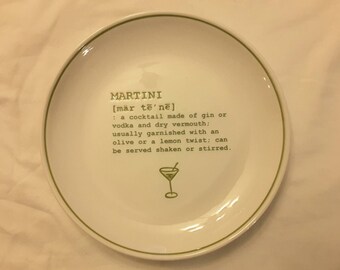 MARTINI
[mär tē'nē]
: a cocktail made of gin or
vodka and dry vermouth;
usually garnished with an
olive or a lemon twist; can
be served shaken or stirred.